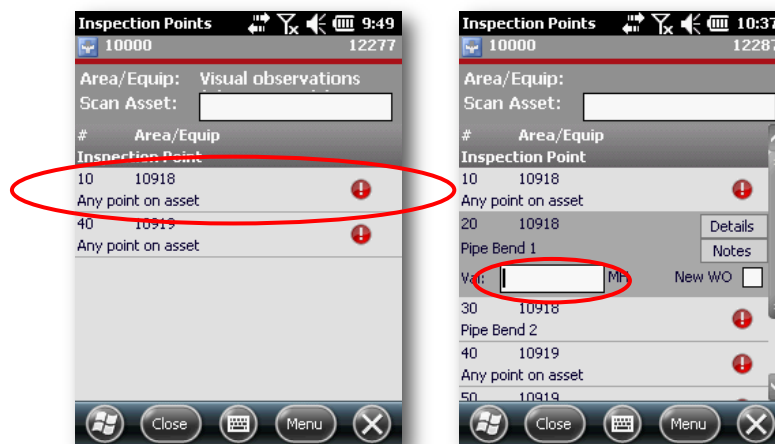 Inspection Points 9:49
10000 12277
Area/Equip: Visual observations
Scan Asset:
# Area/Equip
Inspection Point
10 10918
Any point on asset
40 10919
Any point on asset
Close Menu
Inspection Points 10:37
10000 12287
Area/Equip:
Scan Asset:
# Area/Equip
Inspection Point
10 10918
Any point on asset
20 10918 Details
Pipe Bend 1 Notes
Val: New WO
30 10918
Pipe Bend 2
40 10919
Any point on asset
50 10919
Close Menu